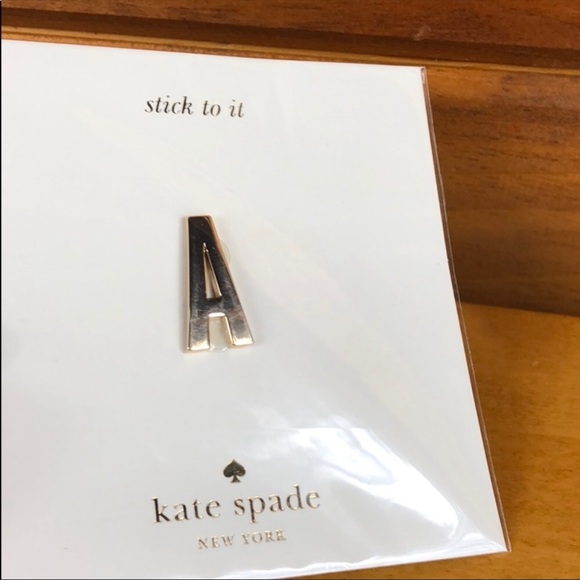 stick to it
A
kate spade
NEW YORK